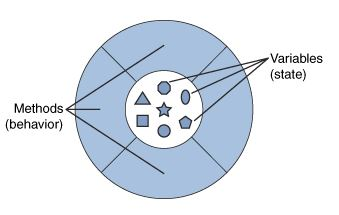 Variables
(state)
Methods
(behavior)